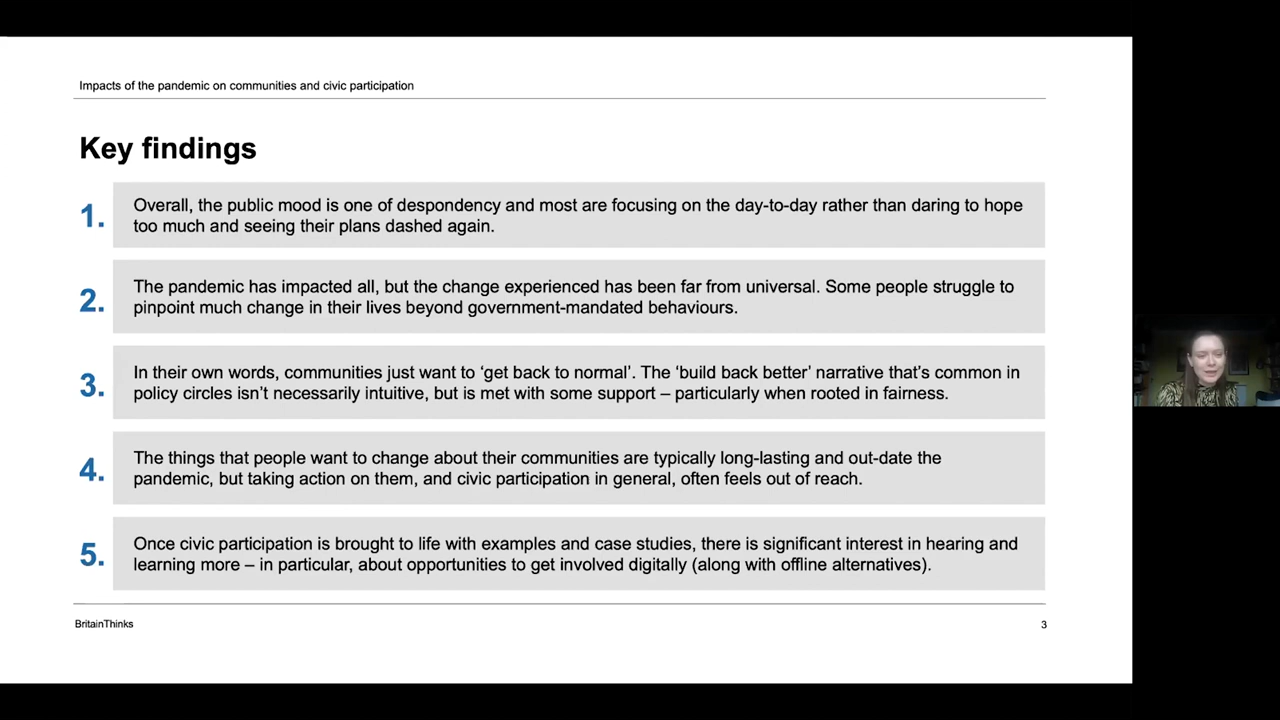 Impacts of the pandemic on communities and civic participation
Key findings
1.
Overall, the public mood is one of despondency and most are focusing on the day-to-day rather than daring to hope
too much and seeing their plans dashed again.
2.
The pandemic has impacted all, but the change experienced has been far from universal. Some people struggle to
pinpoint much change in their lives beyond government-mandated behaviours.
3.
In their own words, communities just want to ‘get back to normal’. The ‘build back better’ narrative that’s common in
policy circles isn’t necessarily intuitive, but is met with some support – particularly when rooted in fairness.
4.
The things that people want to change about their communities are typically long-lasting and out-date the
pandemic, but taking action on them, and civic participation in general, often feels out of reach.
5.
Once civic participation is brought to life with examples and case studies, there is significant interest in hearing and
learning more – in particular, about opportunities to get involved digitally (along with offline alternatives).
BritainThinks
3